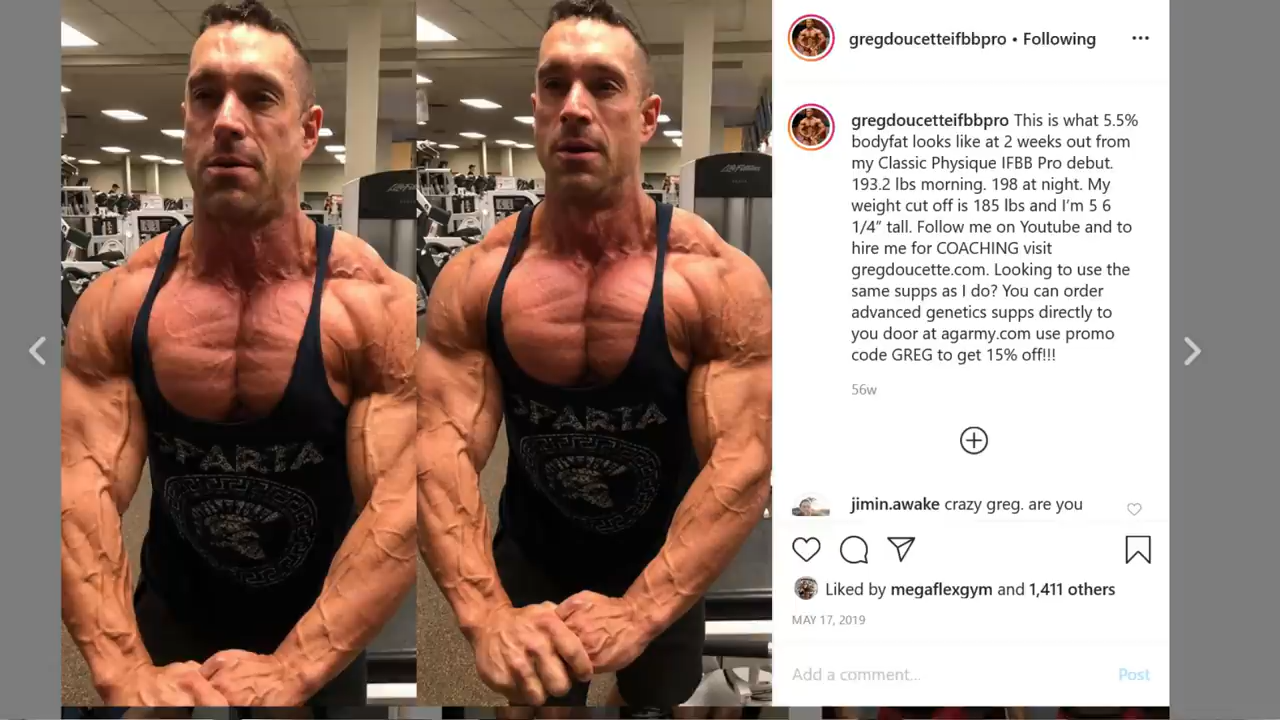 gregdoucetteifbbpro • Following
gregdoucetteifbbpro This is what 5.5%
bodyfat looks like at 2 weeks out from
my Classic Physique IFBB Pro debut.
193.2 lbs morning. 198 at night. My
weight cut off is 185 lbs and I'm 5 6
1/4" tall. Follow me on Youtube and to
hire me for COACHING visit
gregdoucette.com. Looking to use the
same supps as I do? You can order
advanced genetics supps directly to
you door at agarmy.com use promo
code GREG to get 15% off!!!
56w
jimin.awake crazy greg. are you
Liked by megaflexgym and 1,411 others
MAY 17, 2019
Add a comment... Post
SPARTA
SPARTA
Life Fitness